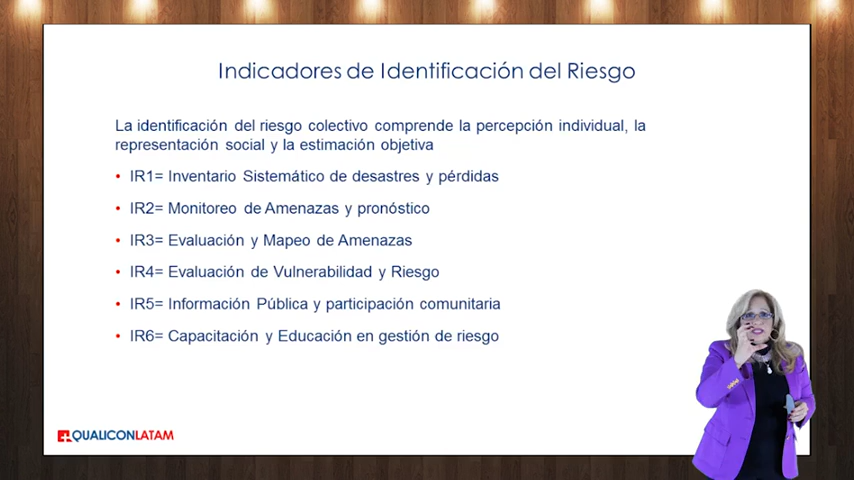 Indicadores de Identificación del Riesgo
La identificación del riesgo colectivo comprende la percepción individual, la
representación social y la estimación objetiva
• IR1= Inventario Sistemático de desastres y pérdidas
• IR2= Monitoreo de Amenazas y pronóstico
• IR3= Evaluación y Mapeo de Amenazas
• IR4= Evaluación de Vulnerabilidad y Riesgo
• IR5= Información Pública y participación comunitaria
• IR6= Capacitación y Educación en gestión de riesgo
QUALICONLATAM